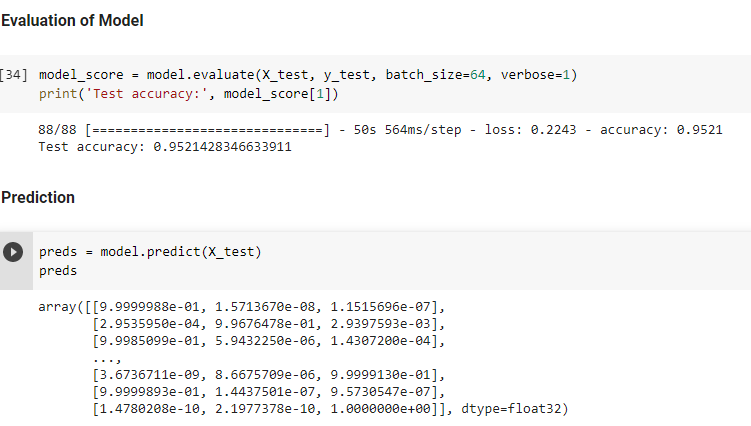 Evaluation of Model
[34] model_score = model.evaluate(X_test, y_test, batch_size=64, verbose=1)
print('Test accuracy:', model_score[1])
88/88 [==============================] - 50s 564ms/step - loss: 0.2243 - accuracy: 0.9521
Test accuracy: 0.9521428346633911
Prediction
preds = model.predict(X_test)
preds
array([[9.9999988e-01, 1.5713670e-08, 1.1515696e-07],
[2.9535950e-04, 9.9676478e-01, 2.9397593e-03],
[9.9985099e-01, 5.9432250e-06, 1.4307200e-04],
...,
[3.6736711e-09, 8.6675709e-06, 9.9999130e-01],
[9.9999893e-01, 1.4437501e-07, 9.5730547e-07],
[1.4780208e-10, 2.1977378e-10, 1.0000000e+00]], dtype=float32)